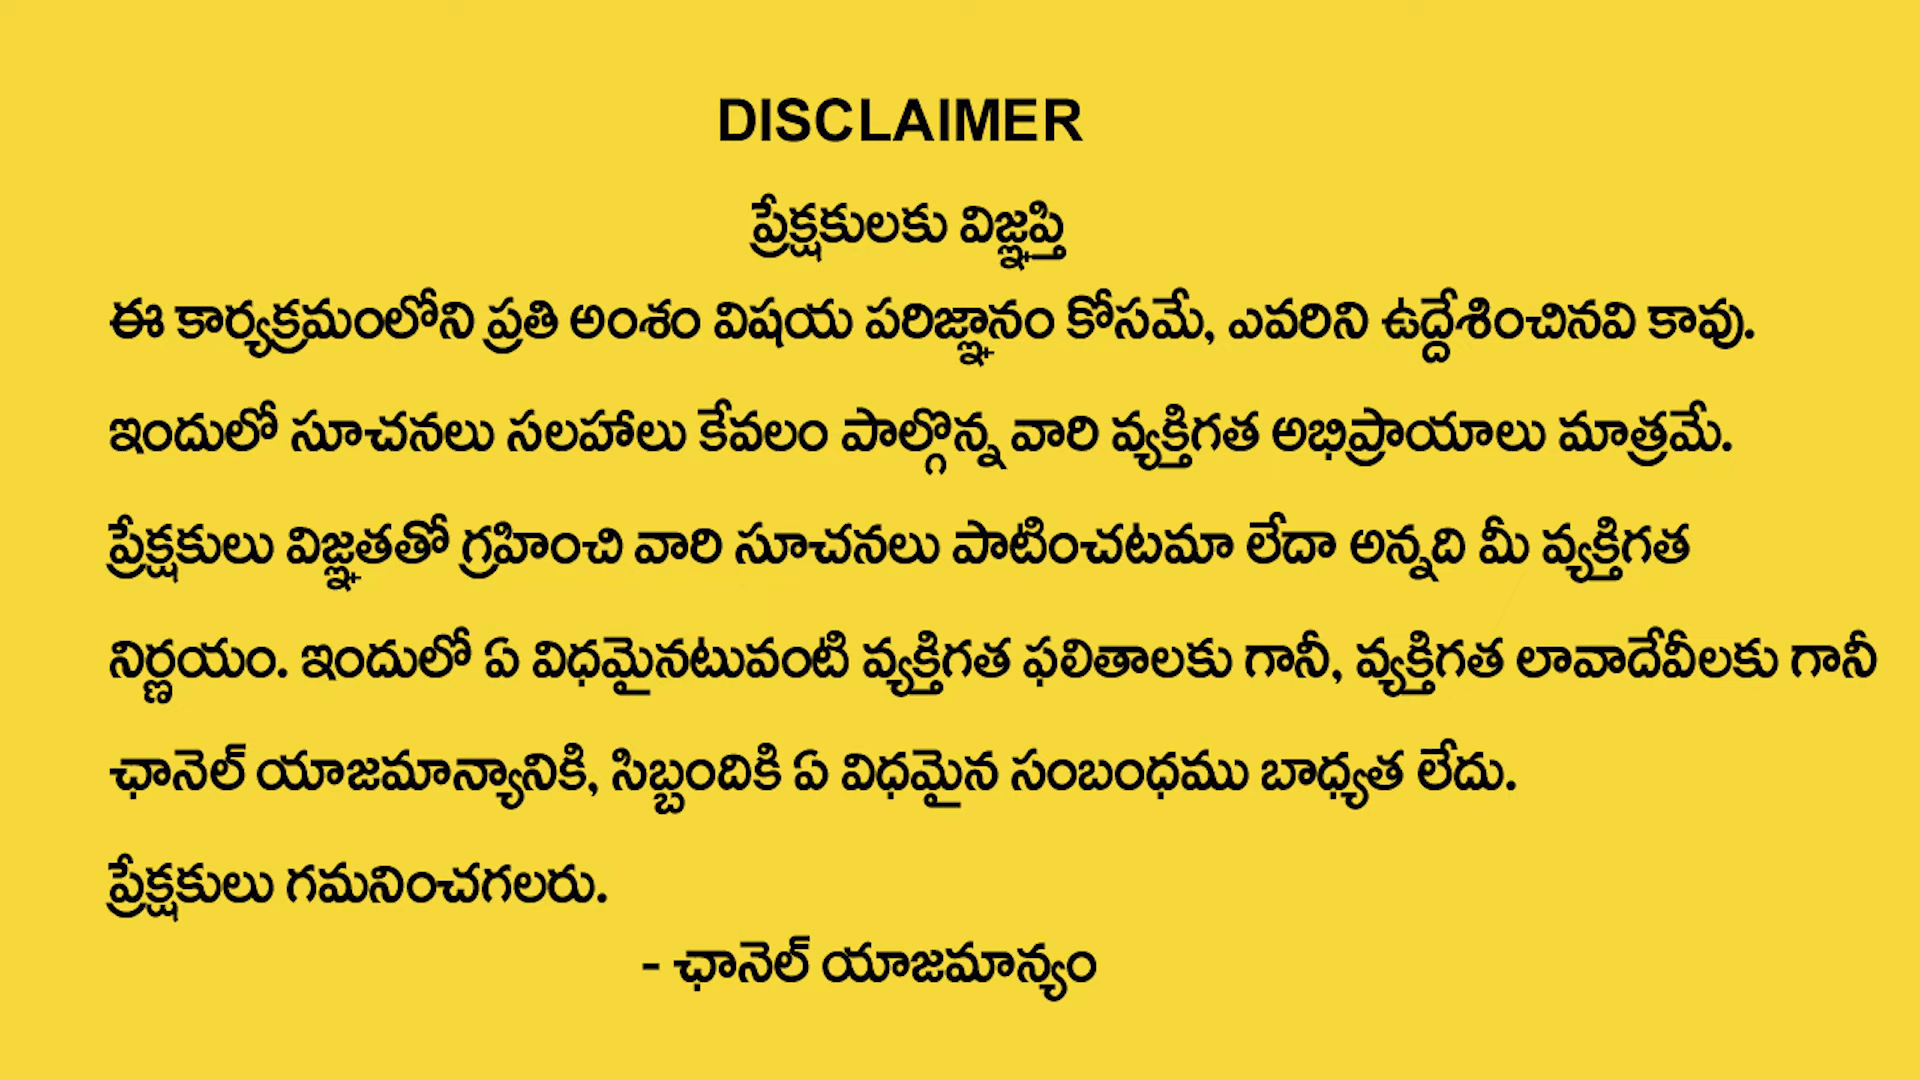 DISCLAIMER
ప్రేక్షకులకు విజ్ఞప్తి
ఈ కార్యక్రమంలోని ప్రతి అంశం విషయ పరిజ్ఞానం కోసమే, ఎవరిని ఉద్దేశించినవి కావు.
ఇందులో సూచనలు సలహాలు కేవలం పాల్గొన్న వారి వ్యక్తిగత అభిప్రాయాలు మాత్రమే.
ప్రేక్షకులు విజ్ఞతతో గ్రహించి వారి సూచనలు పాటించటమా లేదా అన్నది మీ వ్యక్తిగత
నిర్ణయం. ఇందులో ఏ విధమైనటువంటి వ్యక్తిగత ఫలితాలకు గానీ, వ్యక్తిగత లావాదేవీలకు గానీ
ఛానెల్ యాజమాన్యానికి, సిబ్బందికి ఏ విధమైన సంబంధము బాధ్యత లేదు.
ప్రేక్షకులు గమనించగలరు.
- ఛానెల్ యాజమాన్యం